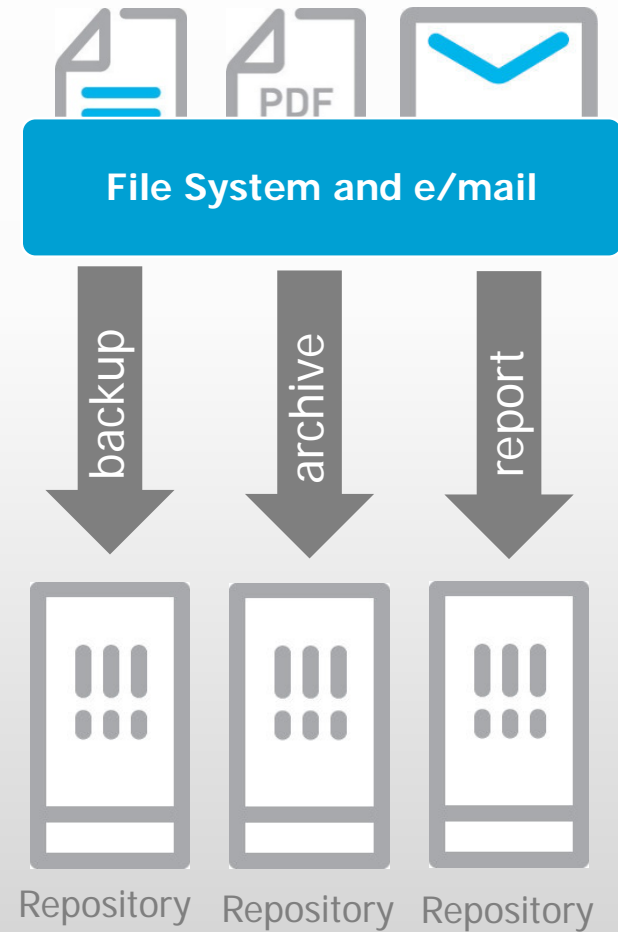 PDF
File System and e/mail
backup
archive
report
Repository
Repository
Repository